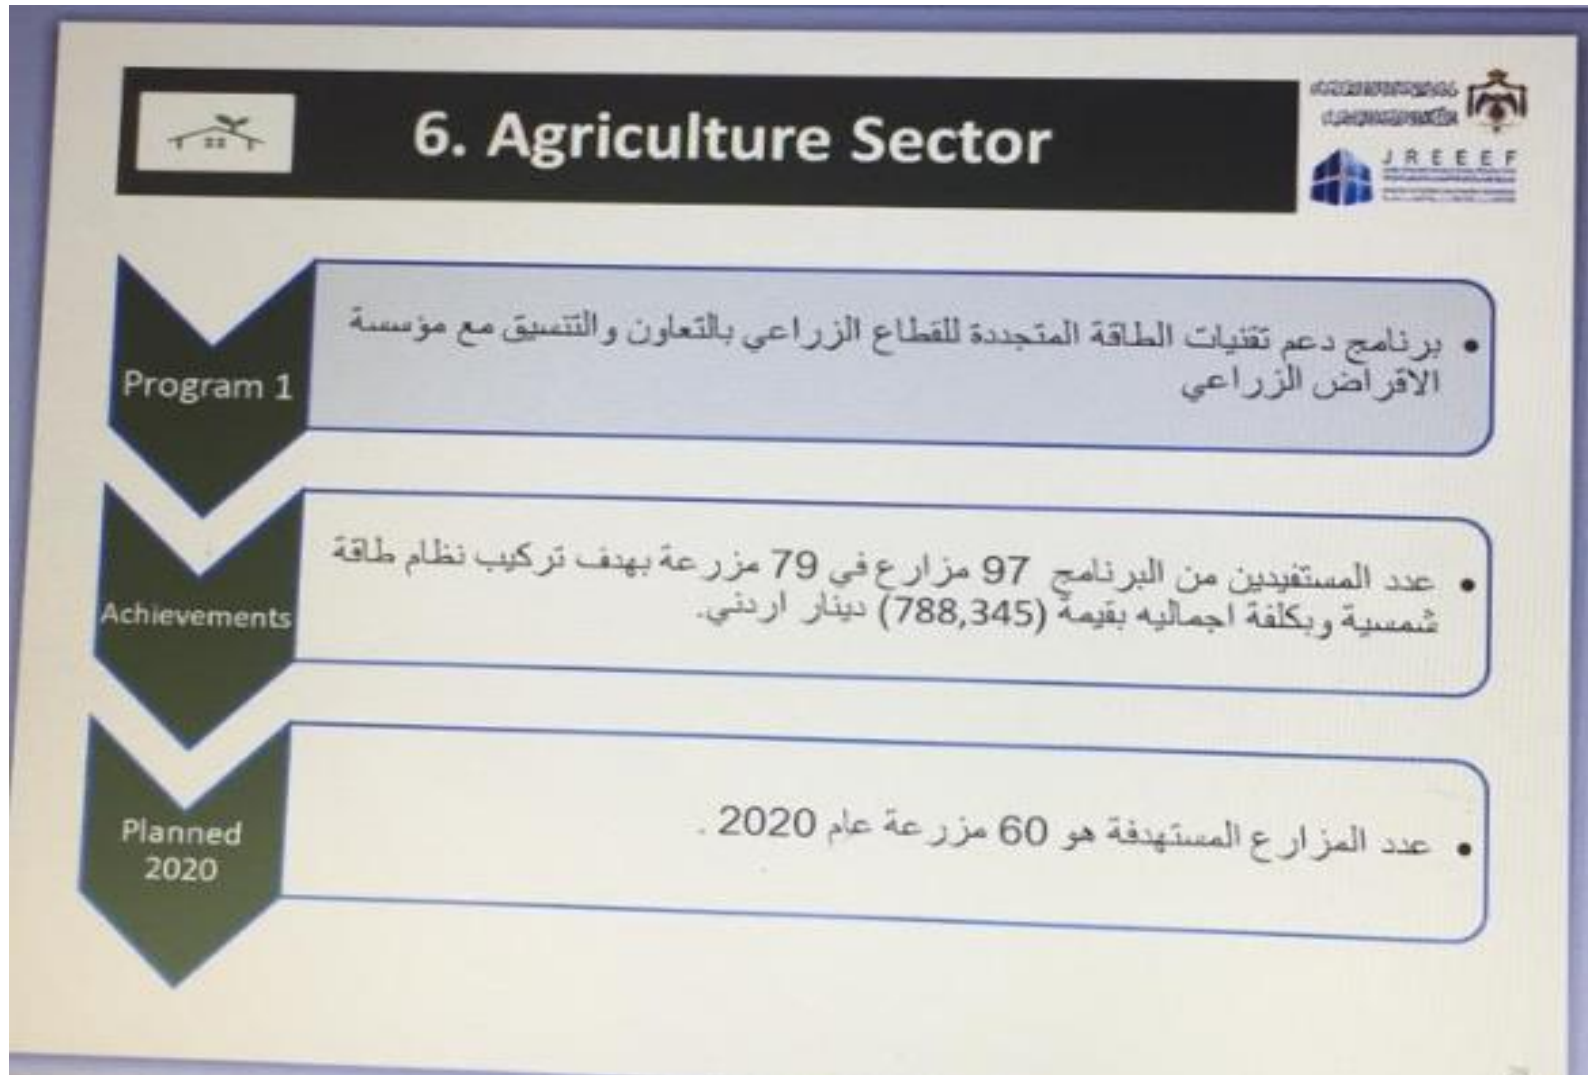 6. Agriculture Sector
J R E E E F
Program 1
برنامج دعم تقنيات الطاقة المتجددة للقطاع الزراعي بالتعاون والتنسيق مع مؤسسة
الاقراض الزراعي
Achievements
عدد المستفيدين من البرنامج 97 مزارع في 79 مزرعة بهدف تركيب نظام طاقة
شمسية وبكلفة اجماليه بقيمة (788,345) دينار اردني.
Planned
2020
عدد المزارع المستهدفة هو 60 مزرعة عام 2020 .